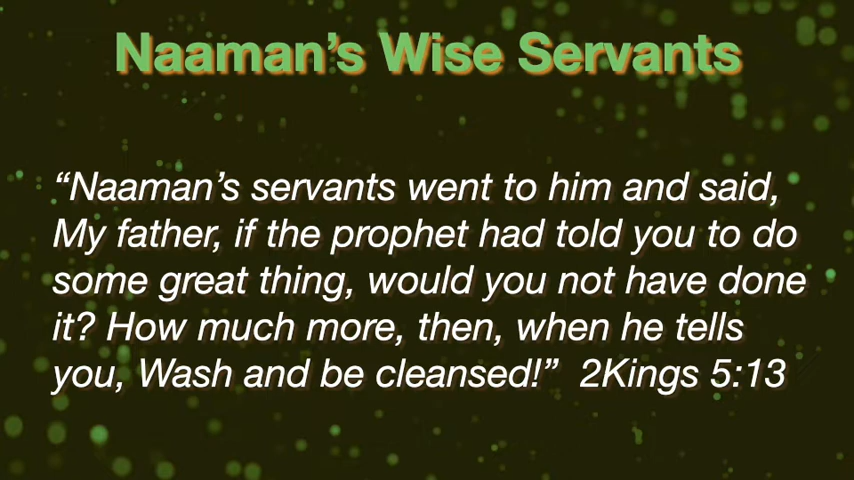 Naaman’s Wise Servants
“Naaman’s servants went to him and said,
My father, if the prophet had told you to do
some great thing, would you not have done
it? How much more, then, when he tells
you, Wash and be cleansed!”  2Kings 5:13